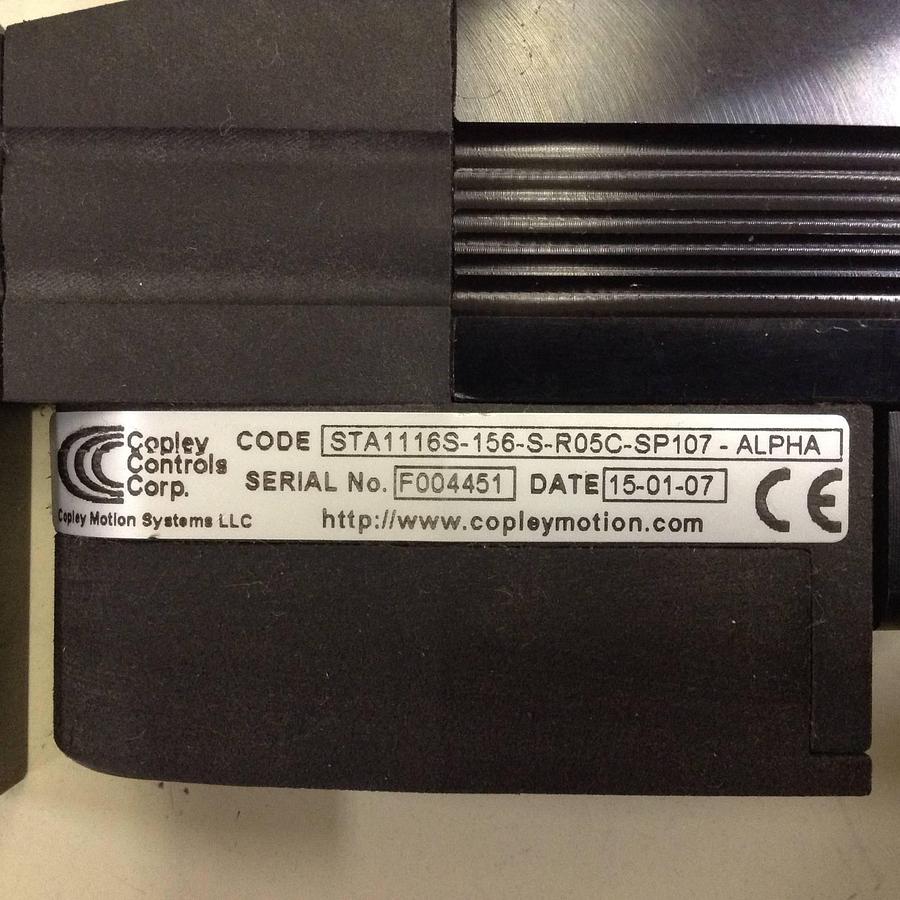 Copley
Controls
Corp.
CODE STA1116S-156-S-R05C-SP107 - ALPHA
SERIAL No. F004451 DATE 15-01-07
CE
Copley Motion Systems LLC http://www.copleymotion.com